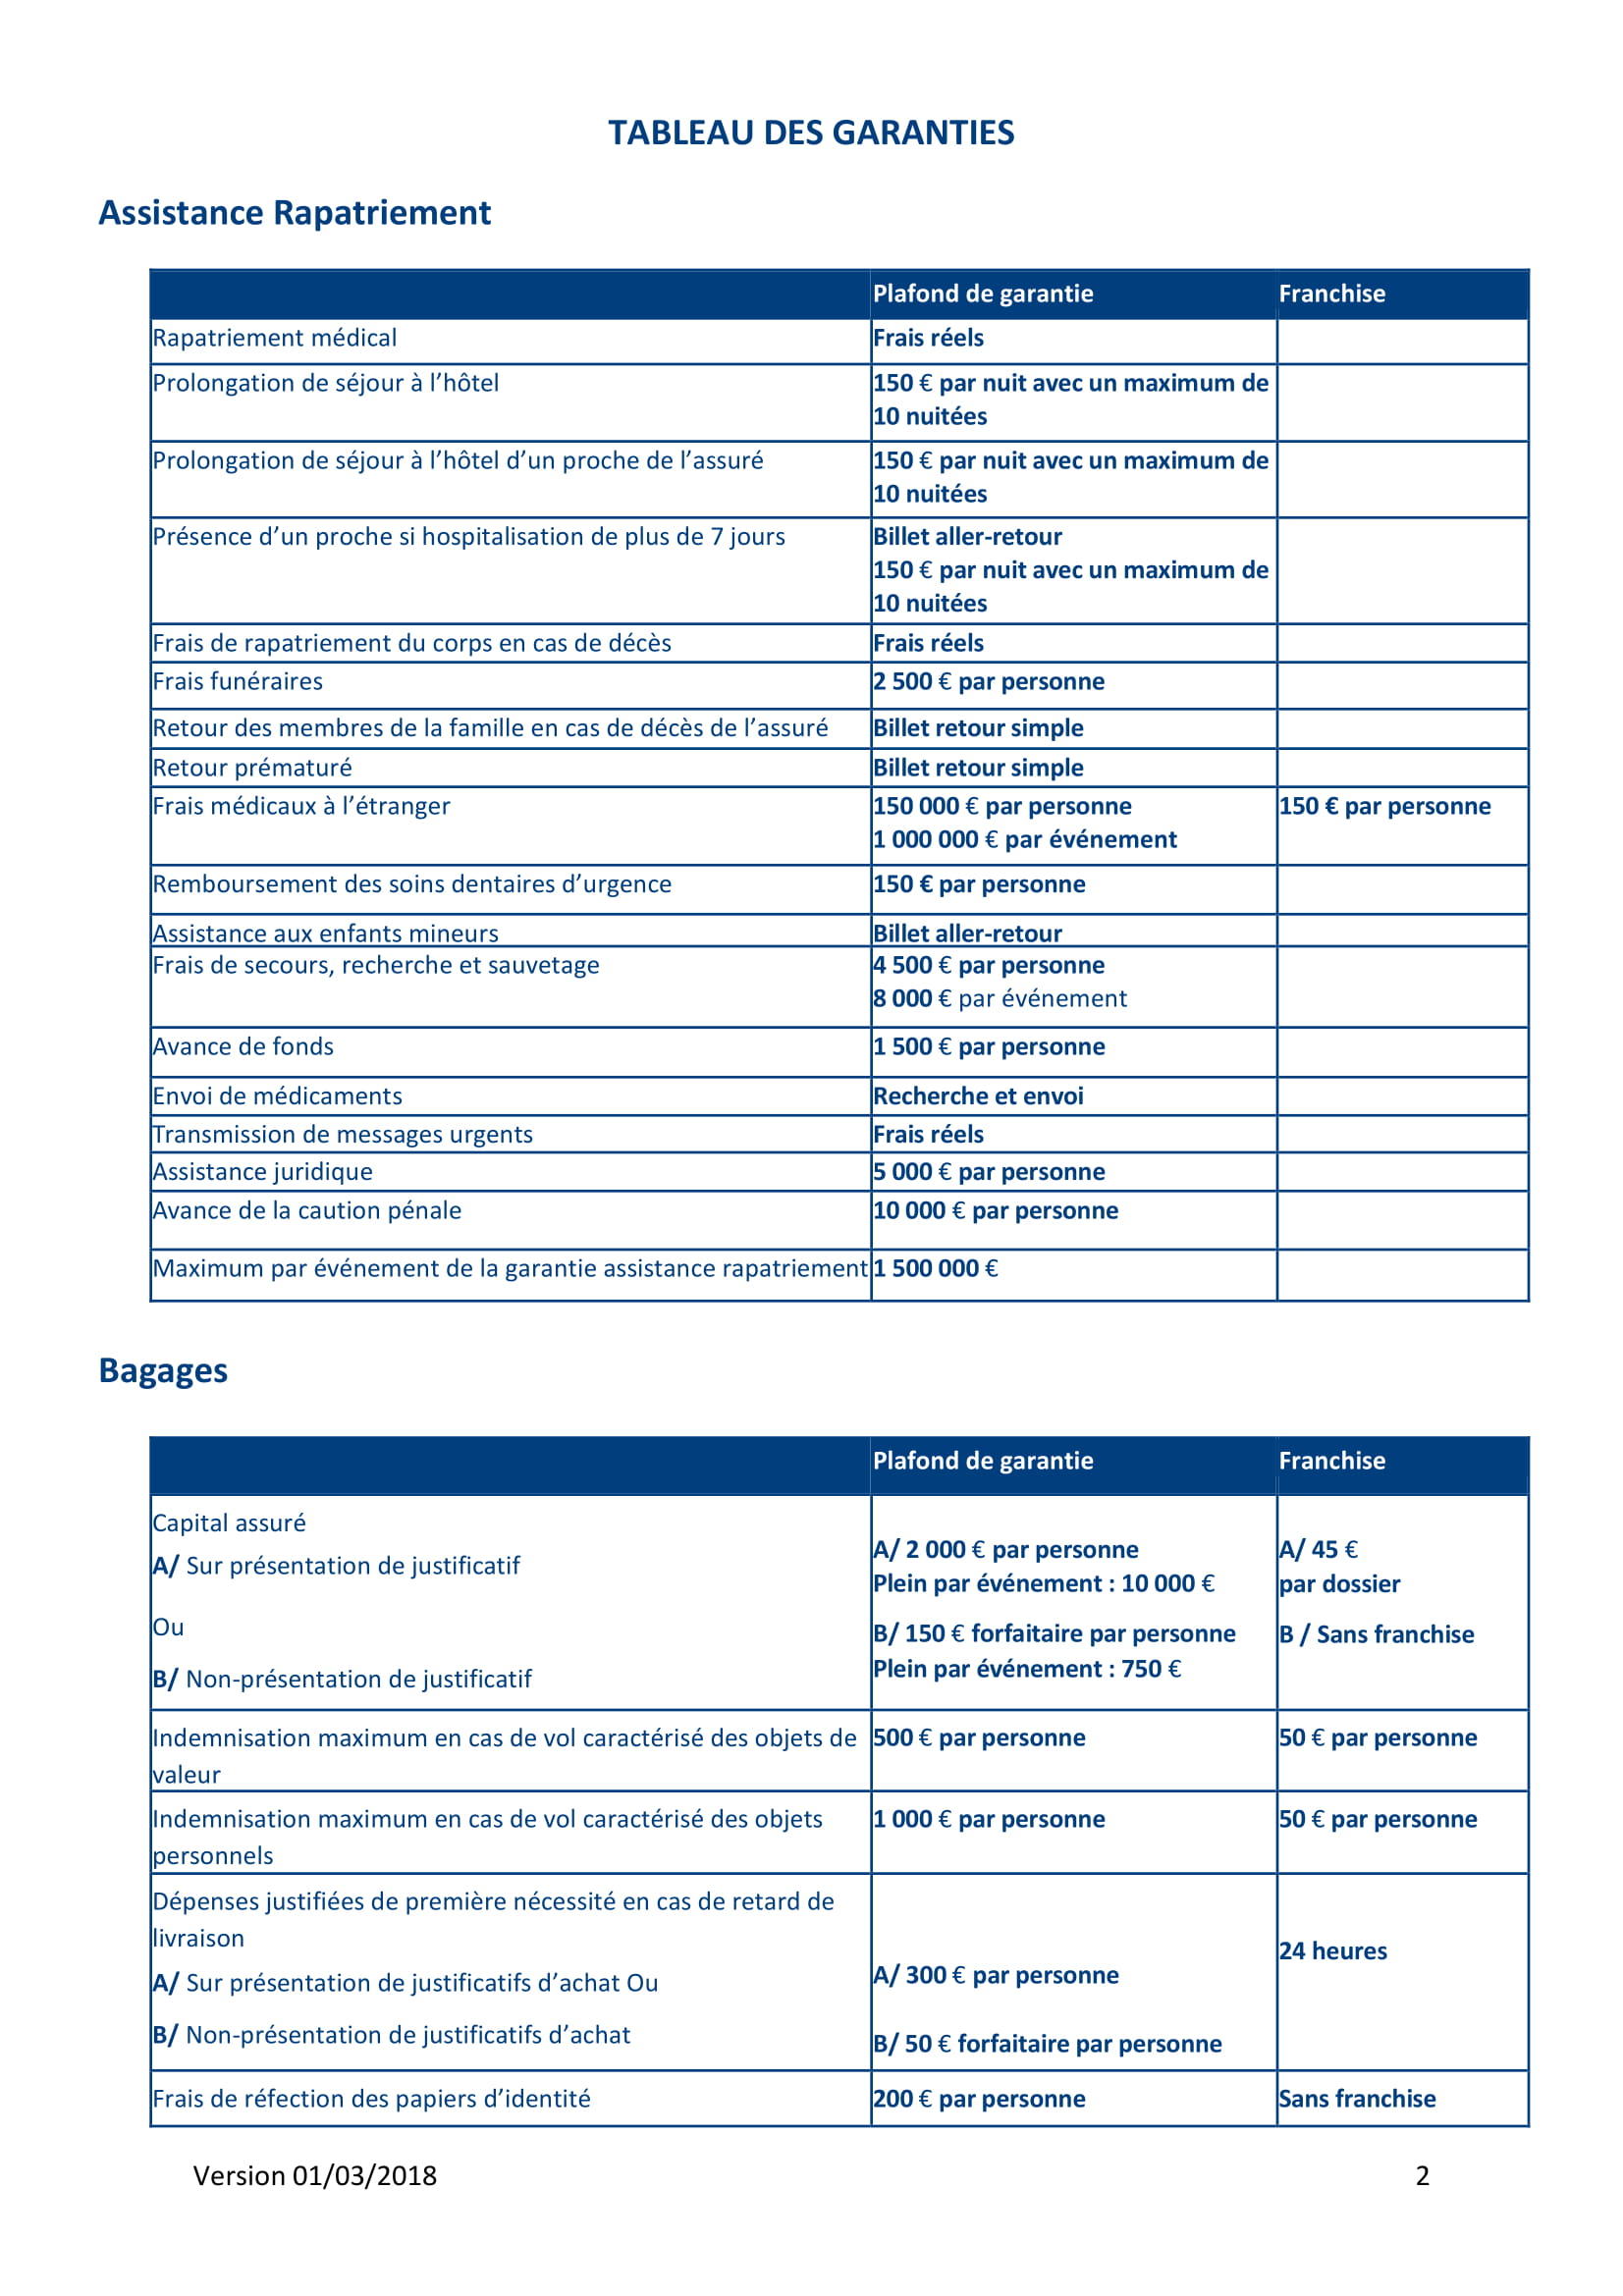 TABLEAU DES GARANTIES
Assistance Rapatriement
Plafond de garantie Franchise
Rapatriement médical Frais réels
Prolongation de séjour à l’hôtel 150 € par nuit avec un maximum de
10 nuitées
Prolongation de séjour à l’hôtel d’un proche de l’assuré 150 € par nuit avec un maximum de
10 nuitées
Présence d’un proche si hospitalisation de plus de 7 jours Billet aller-retour
150 € par nuit avec un maximum de
10 nuitées
Frais de rapatriement du corps en cas de décès Frais réels
Frais funéraires 2 500 € par personne
Retour des membres de la famille en cas de décès de l’assuré Billet retour simple
Retour prématuré Billet retour simple
Frais médicaux à l’étranger 150 000 € par personne 150 € par personne
1 000 000 € par événement
Remboursement des soins dentaires d’urgence 150 € par personne
Assistance aux enfants mineurs Billet aller-retour
Frais de secours, recherche et sauvetage 4 500 € par personne
8 000 € par événement
Avance de fonds 1 500 € par personne
Envoi de médicaments Recherche et envoi
Transmission de messages urgents Frais réels
Assistance juridique 5 000 € par personne
Avance de la caution pénale 10 000 € par personne
Maximum par événement de la garantie assistance rapatriement 1 500 000 €
Bagages
Plafond de garantie Franchise
Capital assuré
A/ Sur présentation de justificatif
Ou
B/ Non-présentation de justificatif
A/ 2 000 € par personne
Plein par événement : 10 000 €
B/ 150 € forfaitaire par personne
Plein par événement : 750 €
A/ 45 €
par dossier
B / Sans franchise
Indemnisation maximum en cas de vol caractérisé des objets de 500 € par personne 50 € par personne
valeur
Indemnisation maximum en cas de vol caractérisé des objets 1 000 € par personne 50 € par personne
personnels
Dépenses justifiées de première nécessité en cas de retard de
livraison
A/ Sur présentation de justificatifs d’achat Ou
B/ Non-présentation de justificatifs d’achat
A/ 300 € par personne
B/ 50 € forfaitaire par personne
24 heures
Frais de réfection des papiers d’identité 200 € par personne Sans franchise
Version 01/03/2018 2